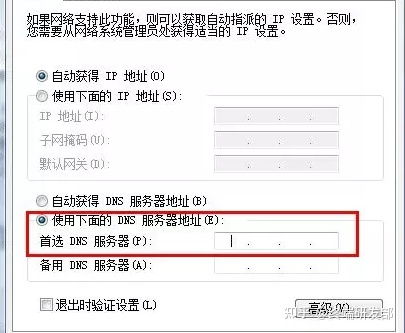 如果网络支持此功能，则可以获取自动指派的 IP 设置。否则，
您需要从网络系统管理员处获得适当的 IP 设置。
自动获得 IP 地址(O)
使用下面的 IP 地址(S):
IP 地址(I):
子网掩码(U):
默认网关(D):
自动获得 DNS 服务器地址(B)
使用下面的 DNS 服务器地址(E):
首选 DNS 服务器(P):
备用 DNS 服务器(A):
退出时验证设置(L)
高级(V)...
知乎 @终端研发部